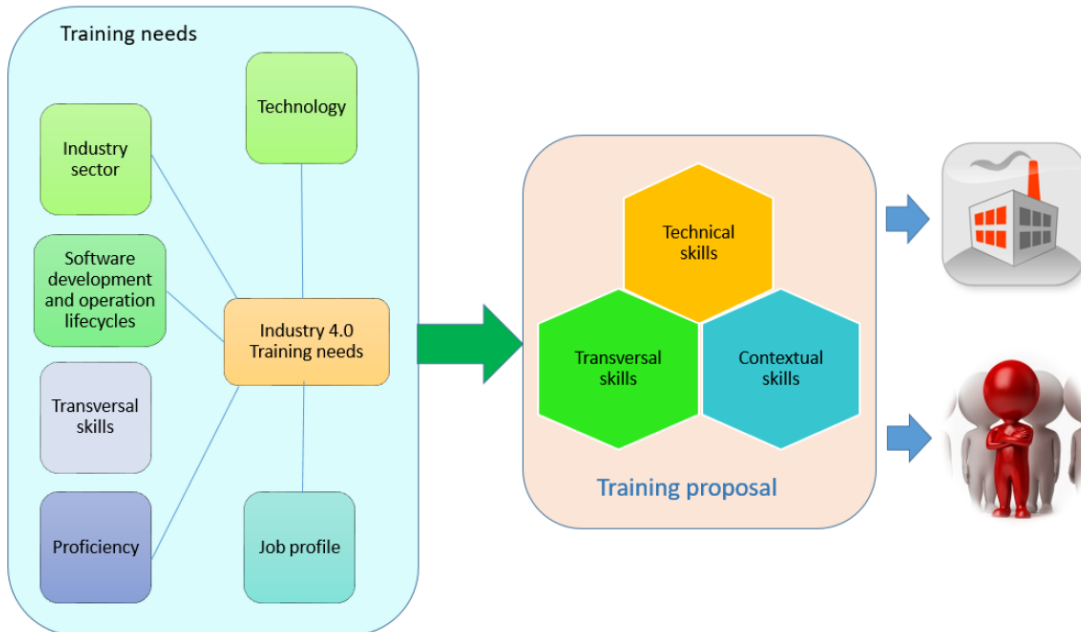 Training needs
Technology
Industry
sector
Software
development
and operation
lifecycles
Industry 4.0
Training needs
Transversal
skills
Proficiency
Job profile
Technical
skills
Transversal
skills
Contextual
skills
Training proposal